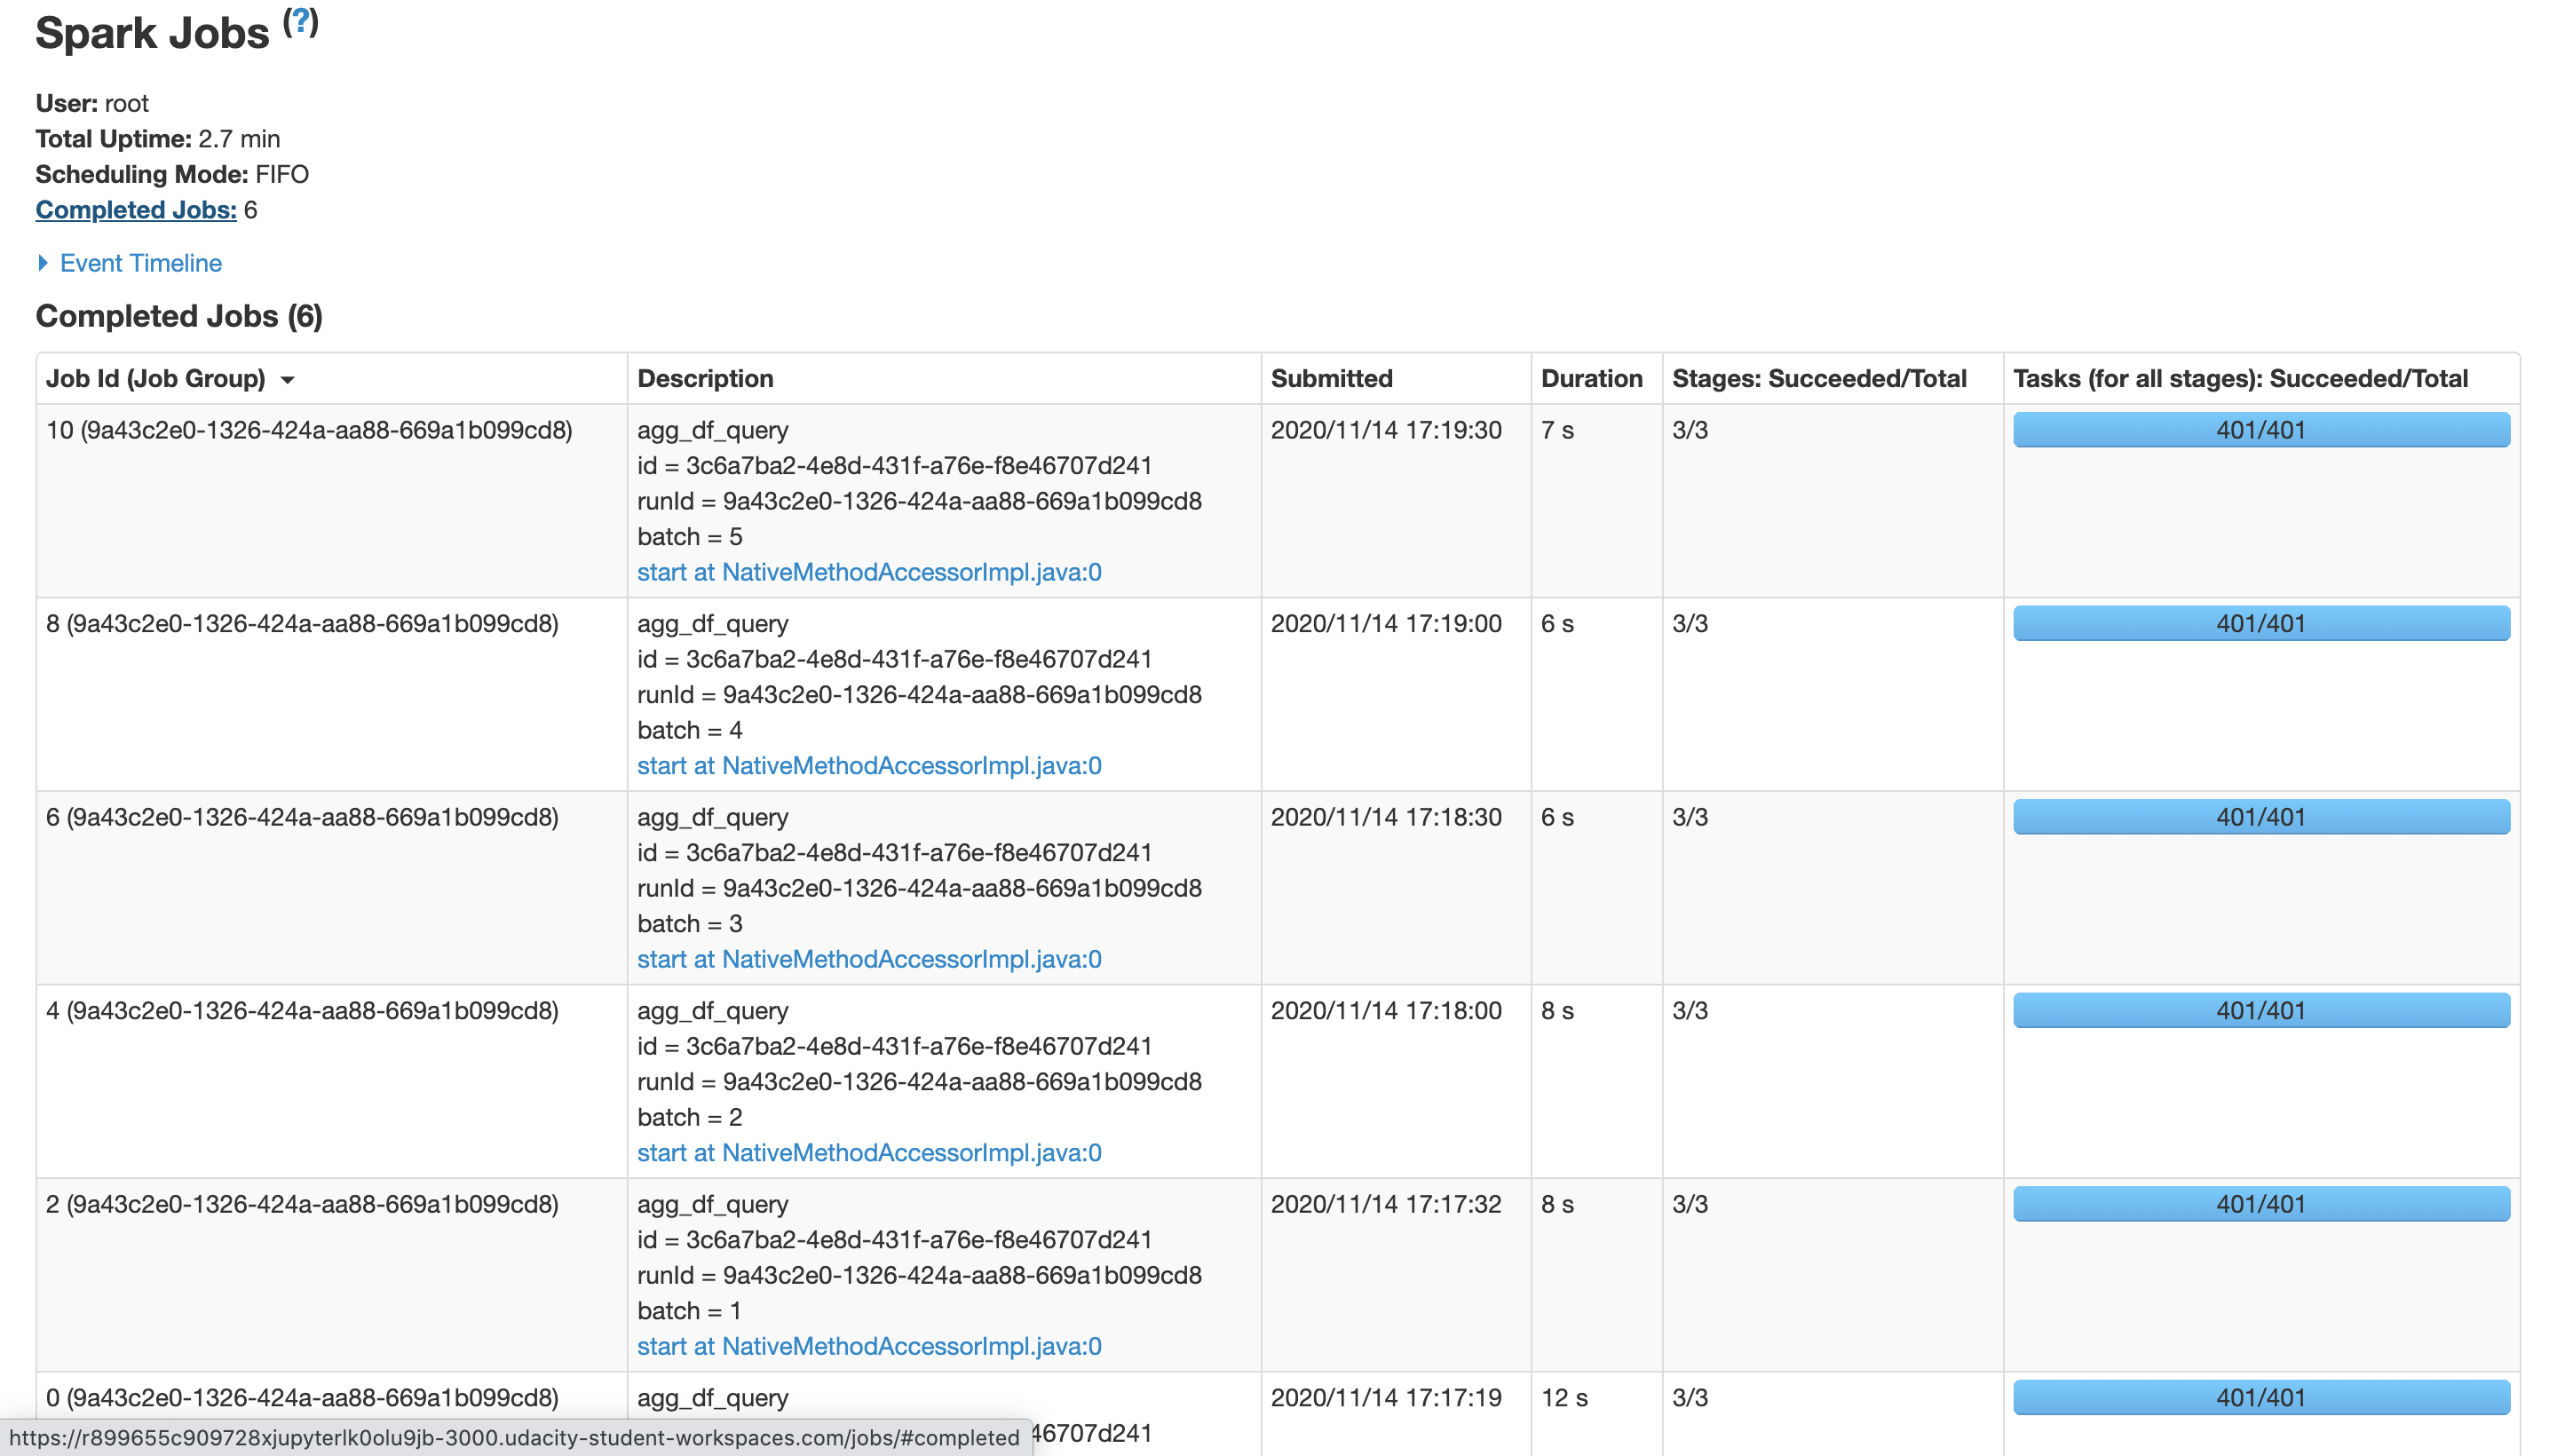 Spark Jobs (?)
User: root
Total Uptime: 2.7 min
Scheduling Mode: FIFO
Completed Jobs: 6
Event Timeline
Completed Jobs (6)
Job Id (Job Group) Description Submitted Duration Stages: Succeeded/Total Tasks (for all stages): Succeeded/Total
10 (9a43c2e0-1326-424a-aa88-669a1b099cd8) agg_df_query 2020/11/14 17:19:30 7 s 3/3 401/401
id = 3c6a7ba2-4e8d-431f-a76e-f8e46707d241
runId = 9a43c2e0-1326-424a-aa88-669a1b099cd8
batch = 5
start at NativeMethodAccessorImpl.java:0
8 (9a43c2e0-1326-424a-aa88-669a1b099cd8) agg_df_query 2020/11/14 17:19:00 6 s 3/3 401/401
id = 3c6a7ba2-4e8d-431f-a76e-f8e46707d241
runId = 9a43c2e0-1326-424a-aa88-669a1b099cd8
batch = 4
start at NativeMethodAccessorImpl.java:0
6 (9a43c2e0-1326-424a-aa88-669a1b099cd8) agg_df_query 2020/11/14 17:18:30 6 s 3/3 401/401
id = 3c6a7ba2-4e8d-431f-a76e-f8e46707d241
runId = 9a43c2e0-1326-424a-aa88-669a1b099cd8
batch = 3
start at NativeMethodAccessorImpl.java:0
4 (9a43c2e0-1326-424a-aa88-669a1b099cd8) agg_df_query 2020/11/14 17:18:00 8 s 3/3 401/401
id = 3c6a7ba2-4e8d-431f-a76e-f8e46707d241
runId = 9a43c2e0-1326-424a-aa88-669a1b099cd8
batch = 2
start at NativeMethodAccessorImpl.java:0
2 (9a43c2e0-1326-424a-aa88-669a1b099cd8) agg_df_query 2020/11/14 17:17:32 8 s 3/3 401/401
id = 3c6a7ba2-4e8d-431f-a76e-f8e46707d241
runId = 9a43c2e0-1326-424a-aa88-669a1b099cd8
batch = 1
start at NativeMethodAccessorImpl.java:0
0 (9a43c2e0-1326-424a-aa88-669a1b099cd8) agg_df_query 2020/11/14 17:17:19 12 s 3/3 401/401
https://r899655c909728xjupyterlk0olu9jb-3000.udacity-student-workspaces.com/jobs/#completed 46707d241